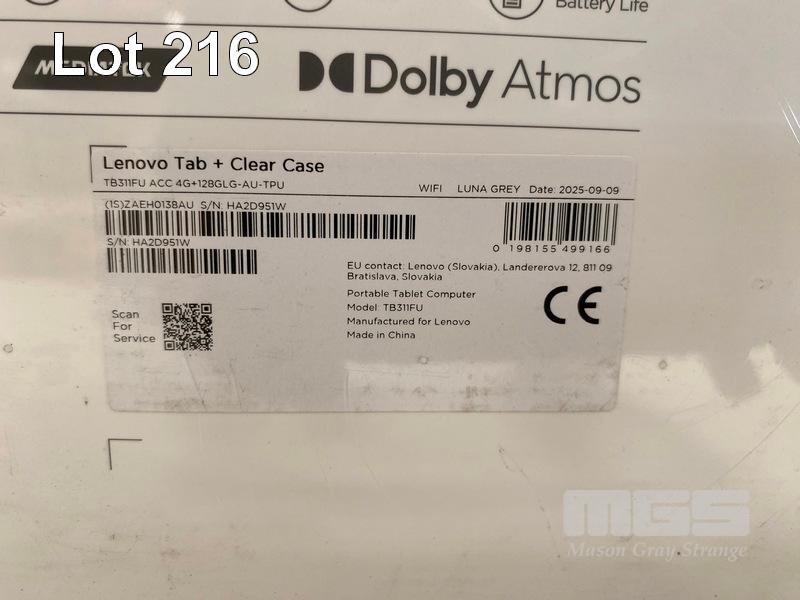 Battery Life
Lot 216
MEDIATEK
Dolby Atmos
Lenovo Tab + Clear Case
TB311FU ACC 4G+128GLG-AU-TPU
WIFI LUNA GREY Date: 2025-09-09
(1S)ZAEH0138AU S/N: HA2D951W
S/N: HA2D951W
0 198155 499166
EU contact: Lenovo (Slovakia), Landererova 12, 811 09
Bratislava, Slovakia
Portable Tablet Computer
Model: TB311FU
Manufactured for Lenovo
Made in China
CE
Scan
For
Service
MGS
Mason Gray Strange